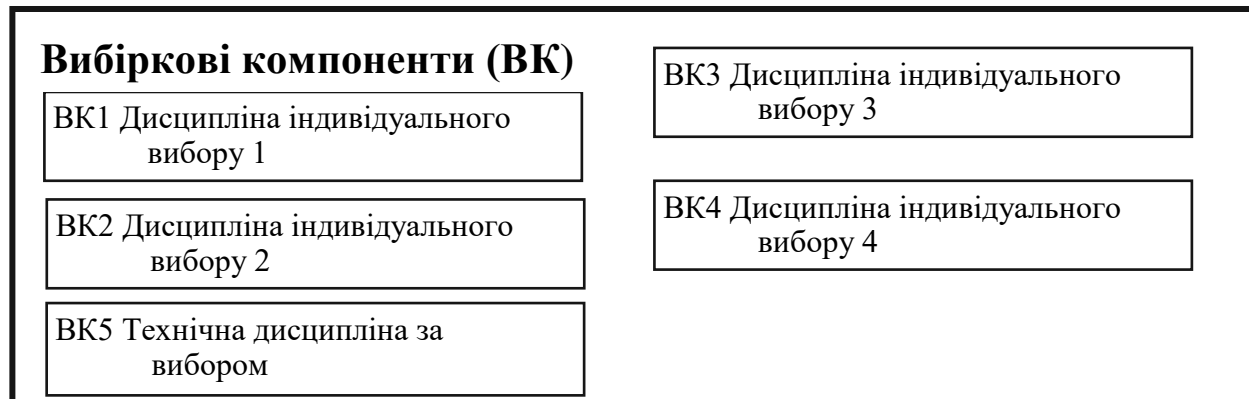 Вибіркові компоненти (ВК)
ВК1 Дисципліна індивідуального
вибору 1
ВК2 Дисципліна індивідуального
вибору 2
ВК5 Технічна дисципліна за
вибором
ВК3 Дисципліна індивідуального
вибору 3
ВК4 Дисципліна індивідуального
вибору 4